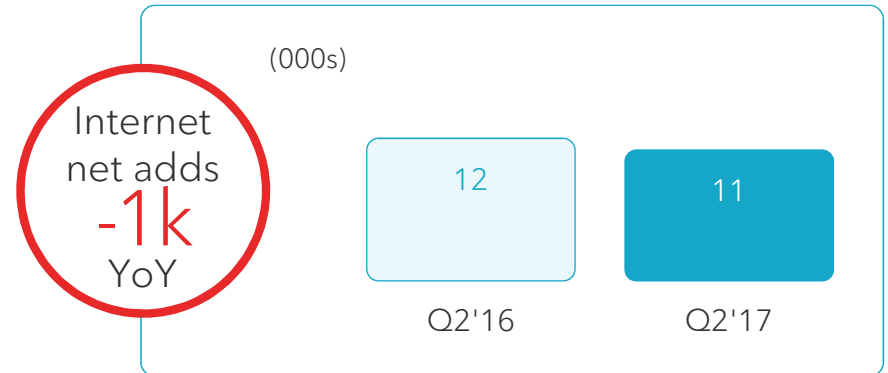 (000s)
Internet
net adds
-1k
YoY
12
11
Q2'16
Q2'17